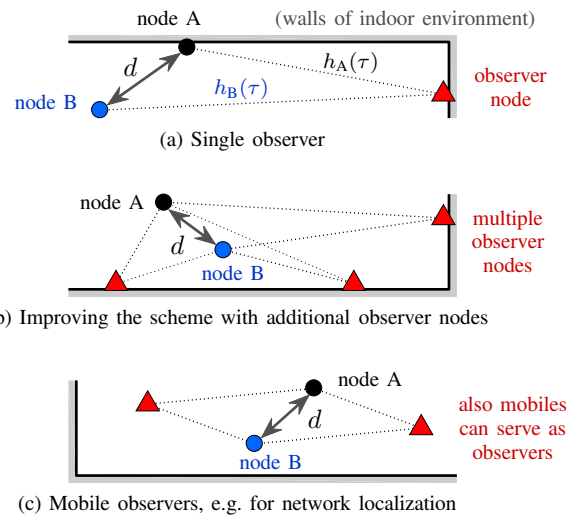 node A
(walls of indoor environment)
d
h_A(τ)
node B
h_B(τ)
observer
node
(a) Single observer
node A
d
node B
multiple
observer
nodes
b) Improving the scheme with additional observer nodes
node A
d
node B
also mobiles
can serve as
observers
(c) Mobile observers, e.g. for network localization